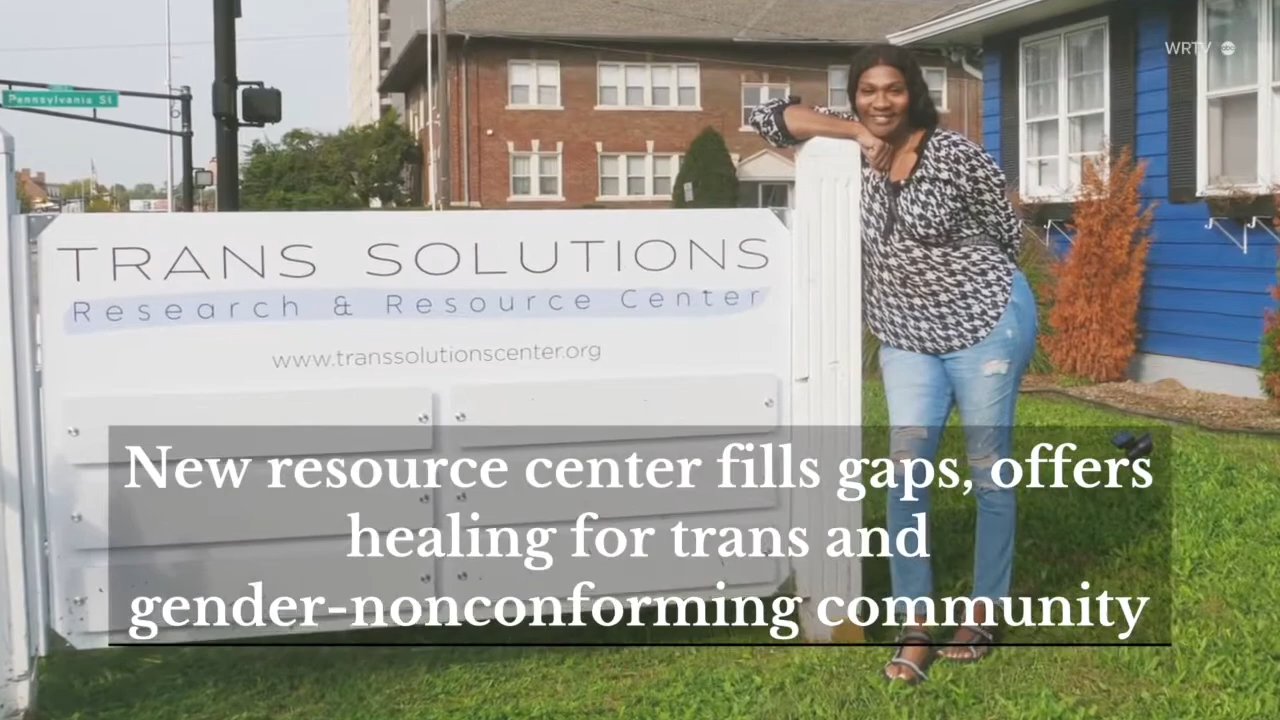 WRTV abc
Pennsylvania St
TRANS SOLUTIONS
Research & Resource Center
www.transsolutionscenter.org
New resource center fills gaps, offers
healing for trans and
gender-nonconforming community